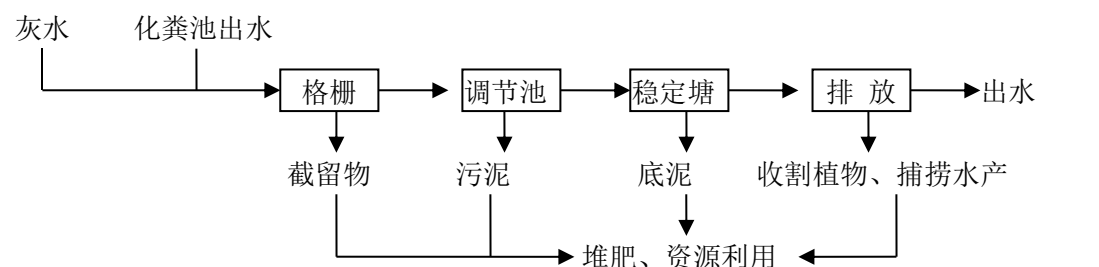 灰水 化粪池出水
格栅 调节池 稳定塘 排 放 出水
截留物 污泥 底泥 收割植物、捕捞水产
堆肥、资源利用